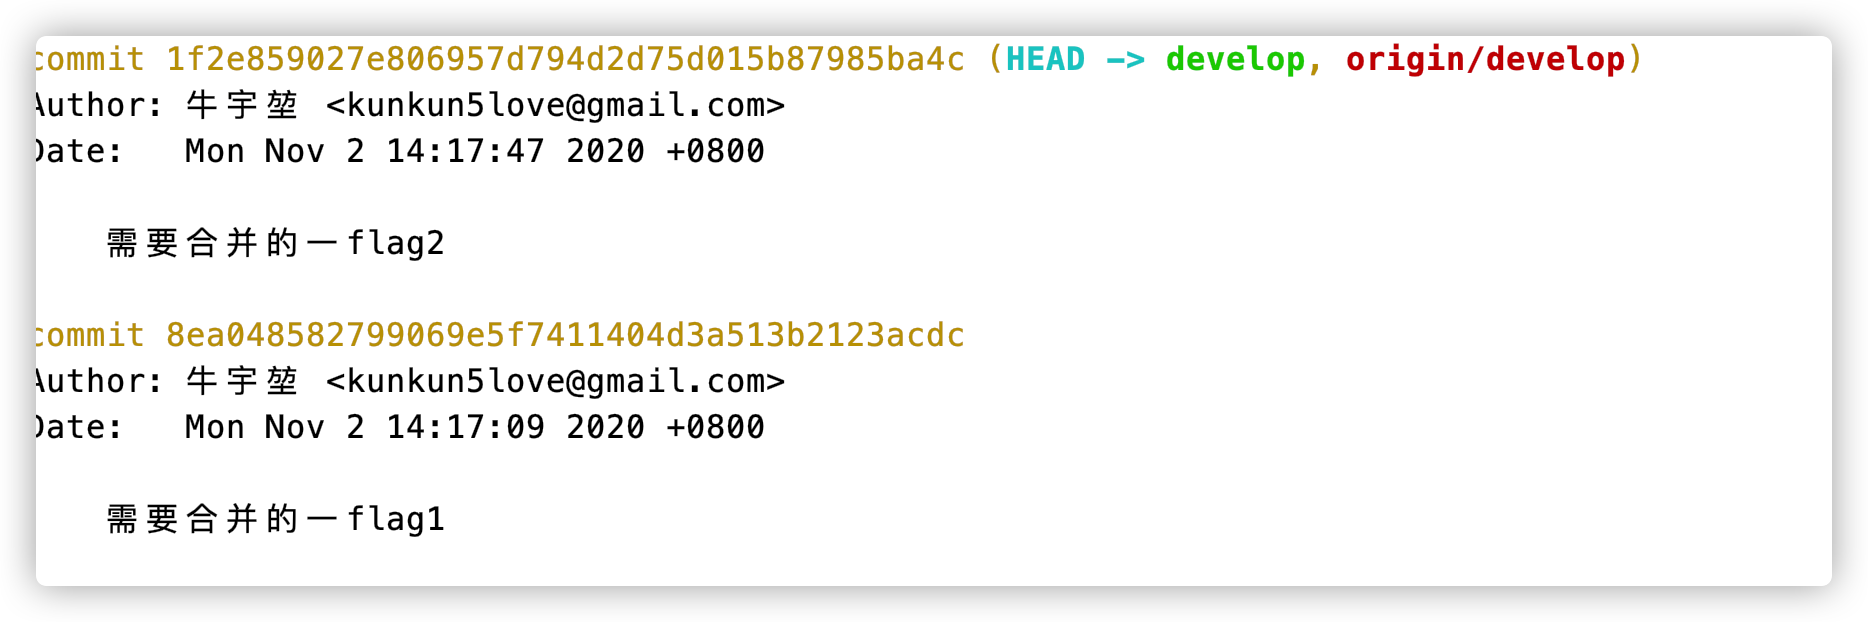 commit 1f2e859027e806957d794d2d75d015b87985ba4c (HEAD -> develop, origin/develop)
Author: 牛宇堃 <kunkun5love@gmail.com>
Date:   Mon Nov 2 14:17:47 2020 +0800
需要合并的一flag2
commit 8ea048582799069e5f7411404d3a513b2123acdc
Author: 牛宇堃 <kunkun5love@gmail.com>
Date:   Mon Nov 2 14:17:09 2020 +0800
需要合并的一flag1